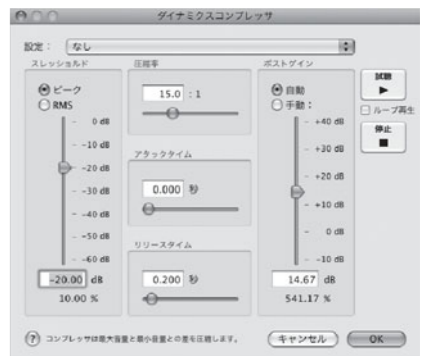 ダイナミクスコンプレッサ
設定： なし
スレッショルド
ピーク
RMS
0 dB
-10 dB
-20 dB
-30 dB
-40 dB
-50 dB
-60 dB
-20.00 dB
10.00 %
圧縮率
15.0 : 1
アタックタイム
0.000 秒
リリースタイム
0.200 秒
ポストゲイン
自動
手動：
+40 dB
+30 dB
+20 dB
+10 dB
0 dB
-10 dB
14.67 dB
541.17 %
試聴
ループ再生
停止
? コンプレッサは最大音量と最小音量との差を圧縮します。
キャンセル
OK